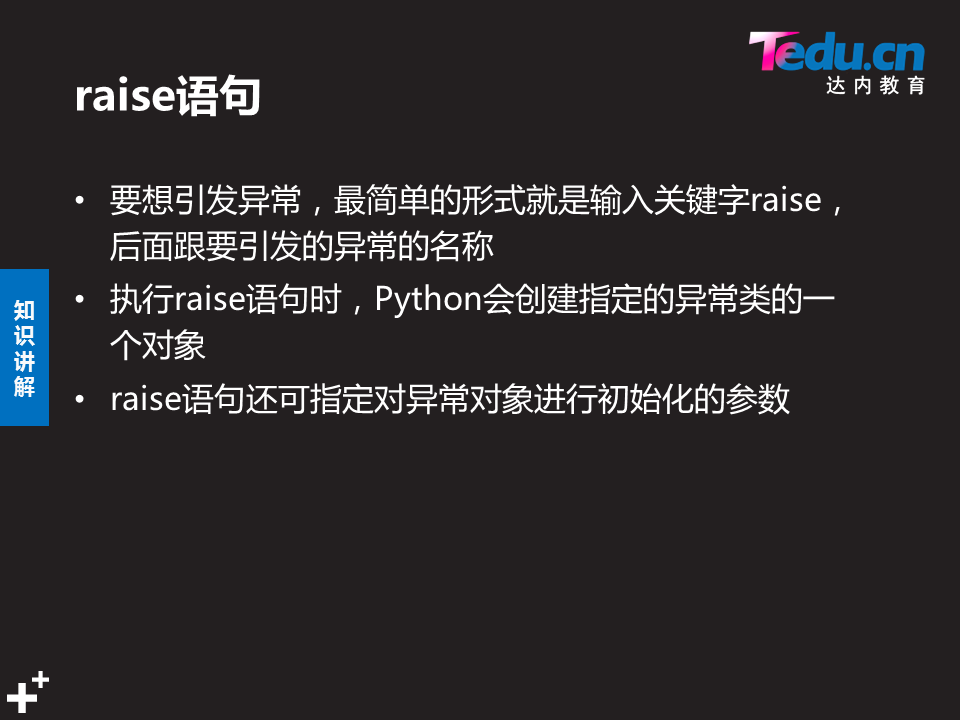 Tedu.cn
达内教育
raise语句
• 要想引发异常，最简单的形式就是输入关键字raise，
后面跟要引发的异常的名称
• 执行raise语句时，Python会创建指定的异常类的一
个对象
• raise语句还可指定对异常对象进行初始化的参数
知
识
讲
解